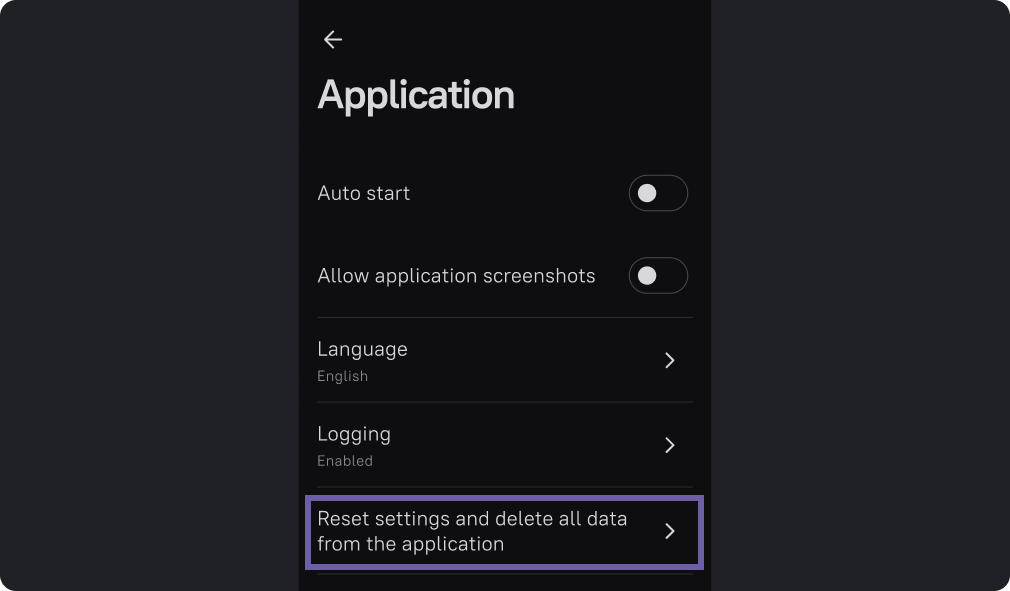 Application
Auto start
Allow application screenshots
Language
English
Logging
Enabled
Reset settings and delete all data
from the application